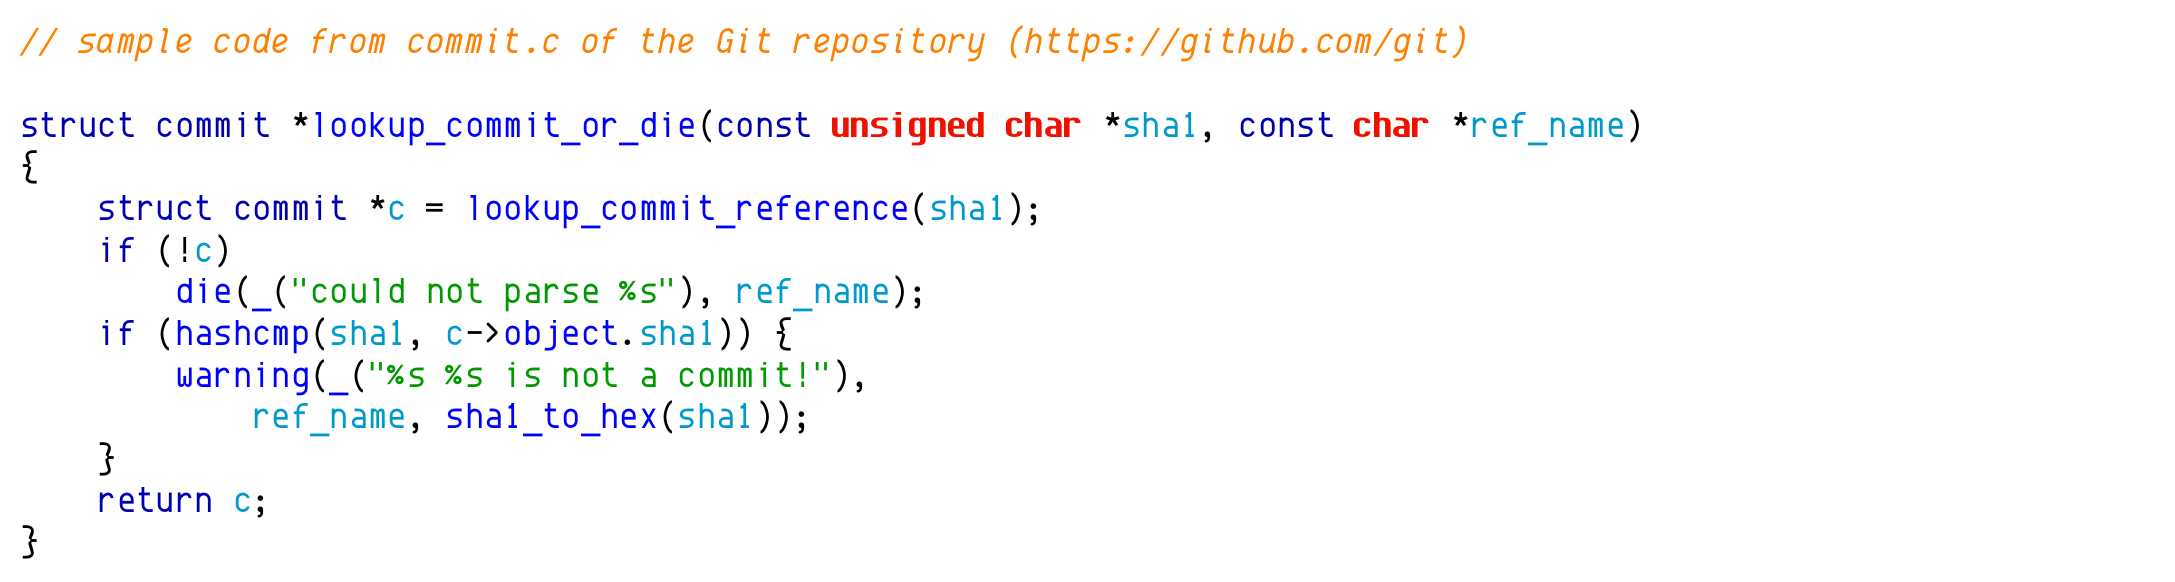 // sample code from commit.c of the Git repository (https://github.com/git)

struct commit *lookup_commit_or_die(const unsigned char *sha1, const char *ref_name)
{
    struct commit *c = lookup_commit_reference(sha1);
    if (!c)
        die(_("could not parse %s"), ref_name);
    if (hashcmp(sha1, c->object.sha1)) {
        warning(_("%s %s is not a commit!"),
            ref_name, sha1_to_hex(sha1));
    }
    return c;
}